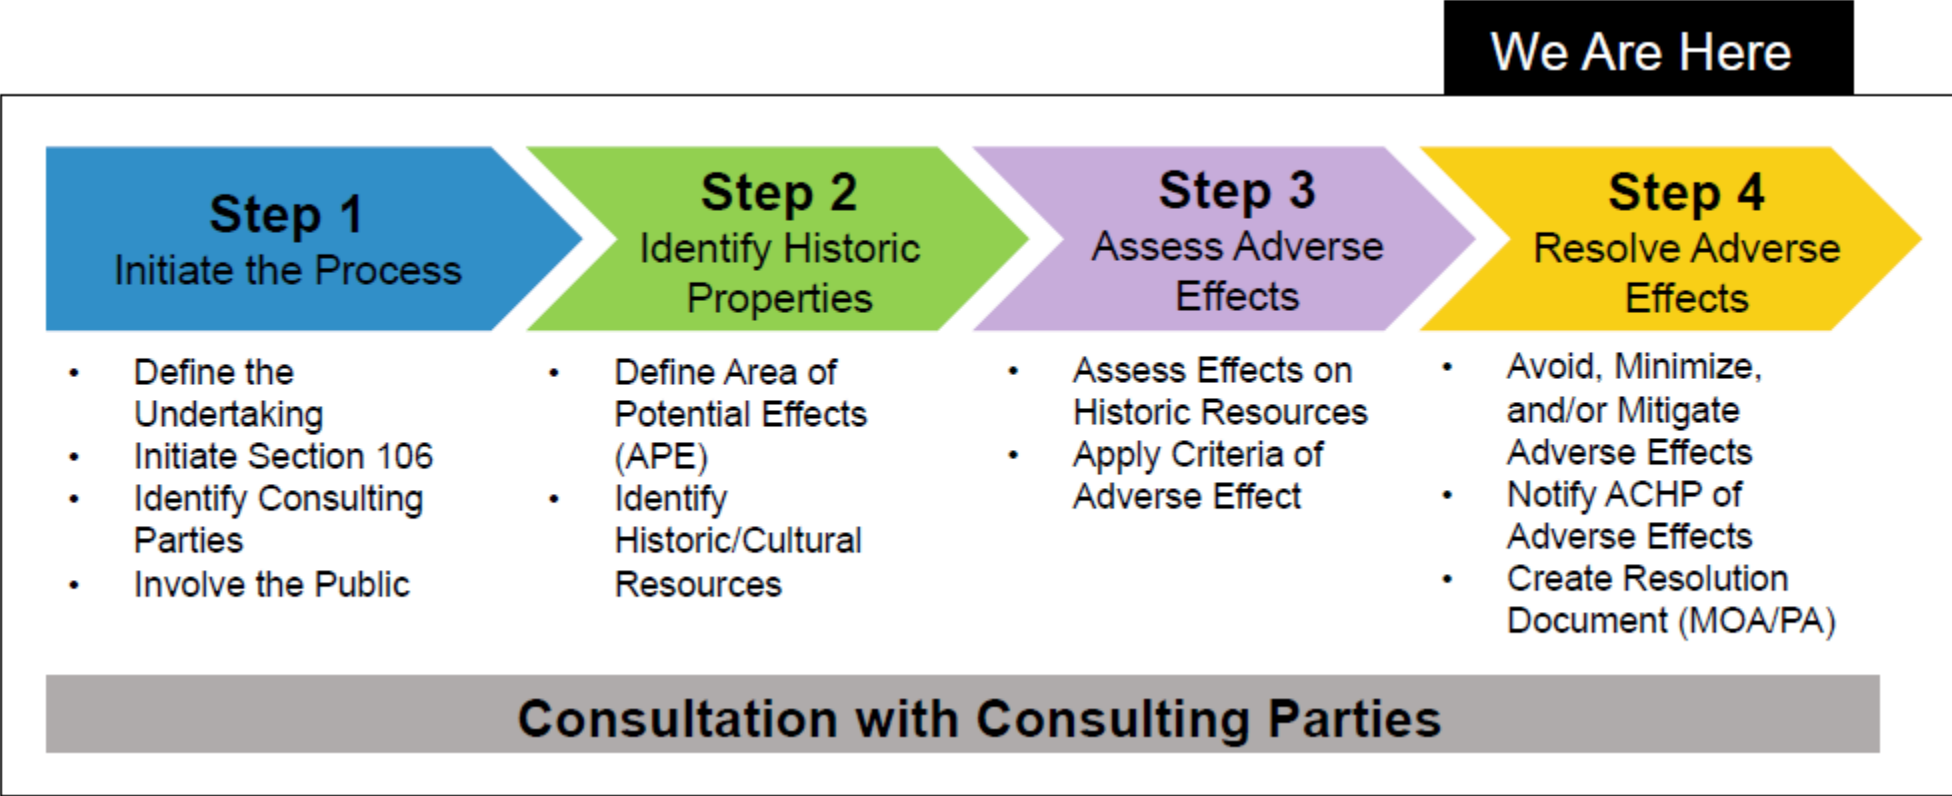 We Are Here
Step 1
Initiate the Process
Step 2
Identify Historic
Properties
Step 3
Assess Adverse
Effects
Step 4
Resolve Adverse
Effects
• Define the
Undertaking
• Initiate Section 106
• Identify Consulting
Parties
• Involve the Public
• Define Area of
Potential Effects
(APE)
• Identify
Historic/Cultural
Resources
• Assess Effects on
Historic Resources
• Apply Criteria of
Adverse Effect
• Avoid, Minimize,
and/or Mitigate
Adverse Effects
• Notify ACHP of
Adverse Effects
• Create Resolution
Document (MOA/PA)
Consultation with Consulting Parties